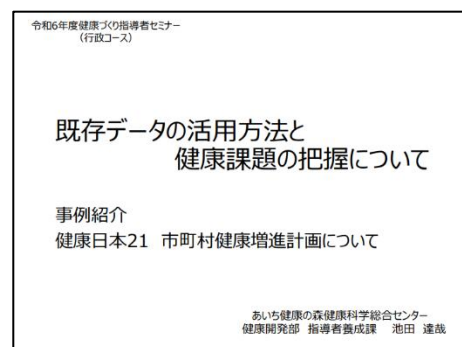 令和6年度健康づくり指導者セミナー
（行政コース）
既存データの活用方法と
健康課題の把握について
事例紹介
健康日本21　市町村健康増進計画について
あいち健康の森健康科学総合センター
健康開発部　指導者養成課　池田　達哉